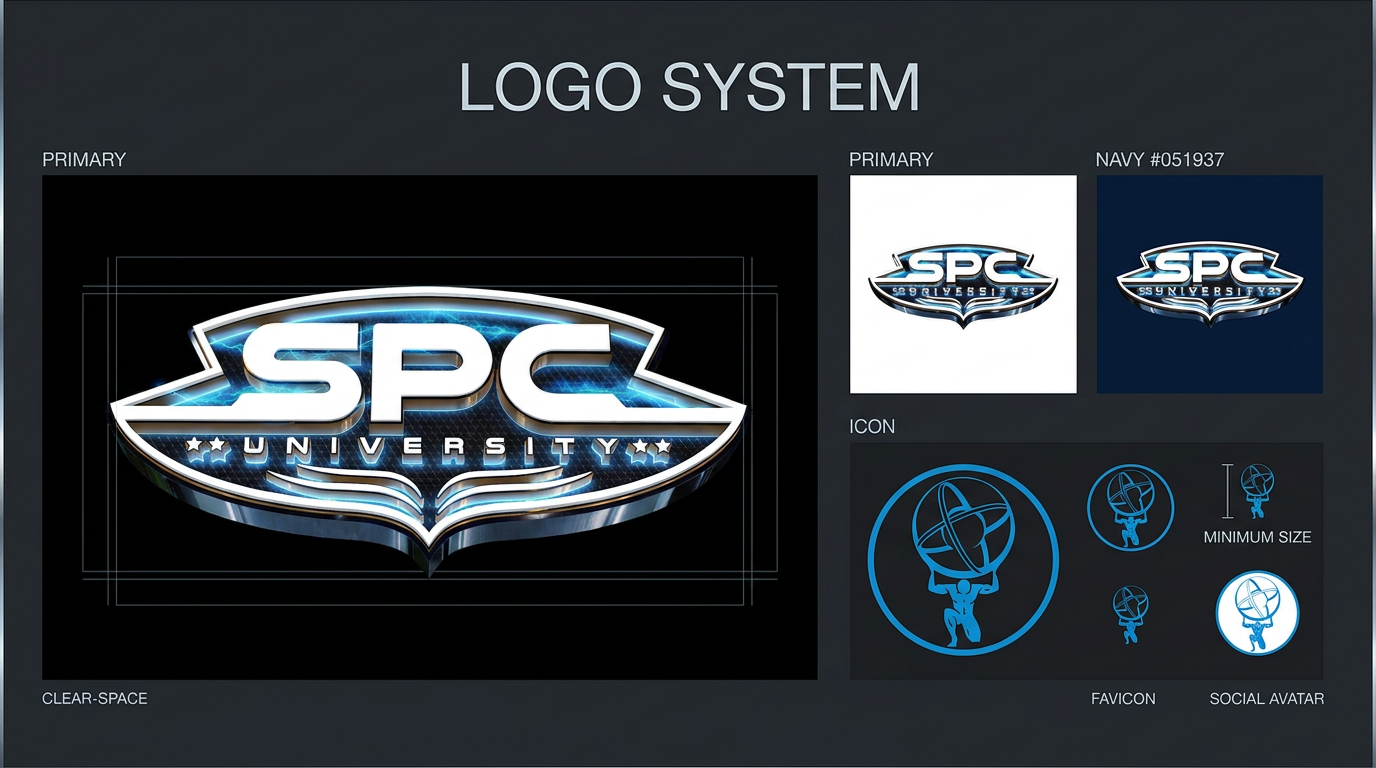 LOGO SYSTEM
PRIMARY
SPC
UNIVERSITY
CLEAR-SPACE
PRIMARY
SPC
NAVY #051937
SPC
ICON
MINIMUM SIZE
FAVICON
SOCIAL AVATAR